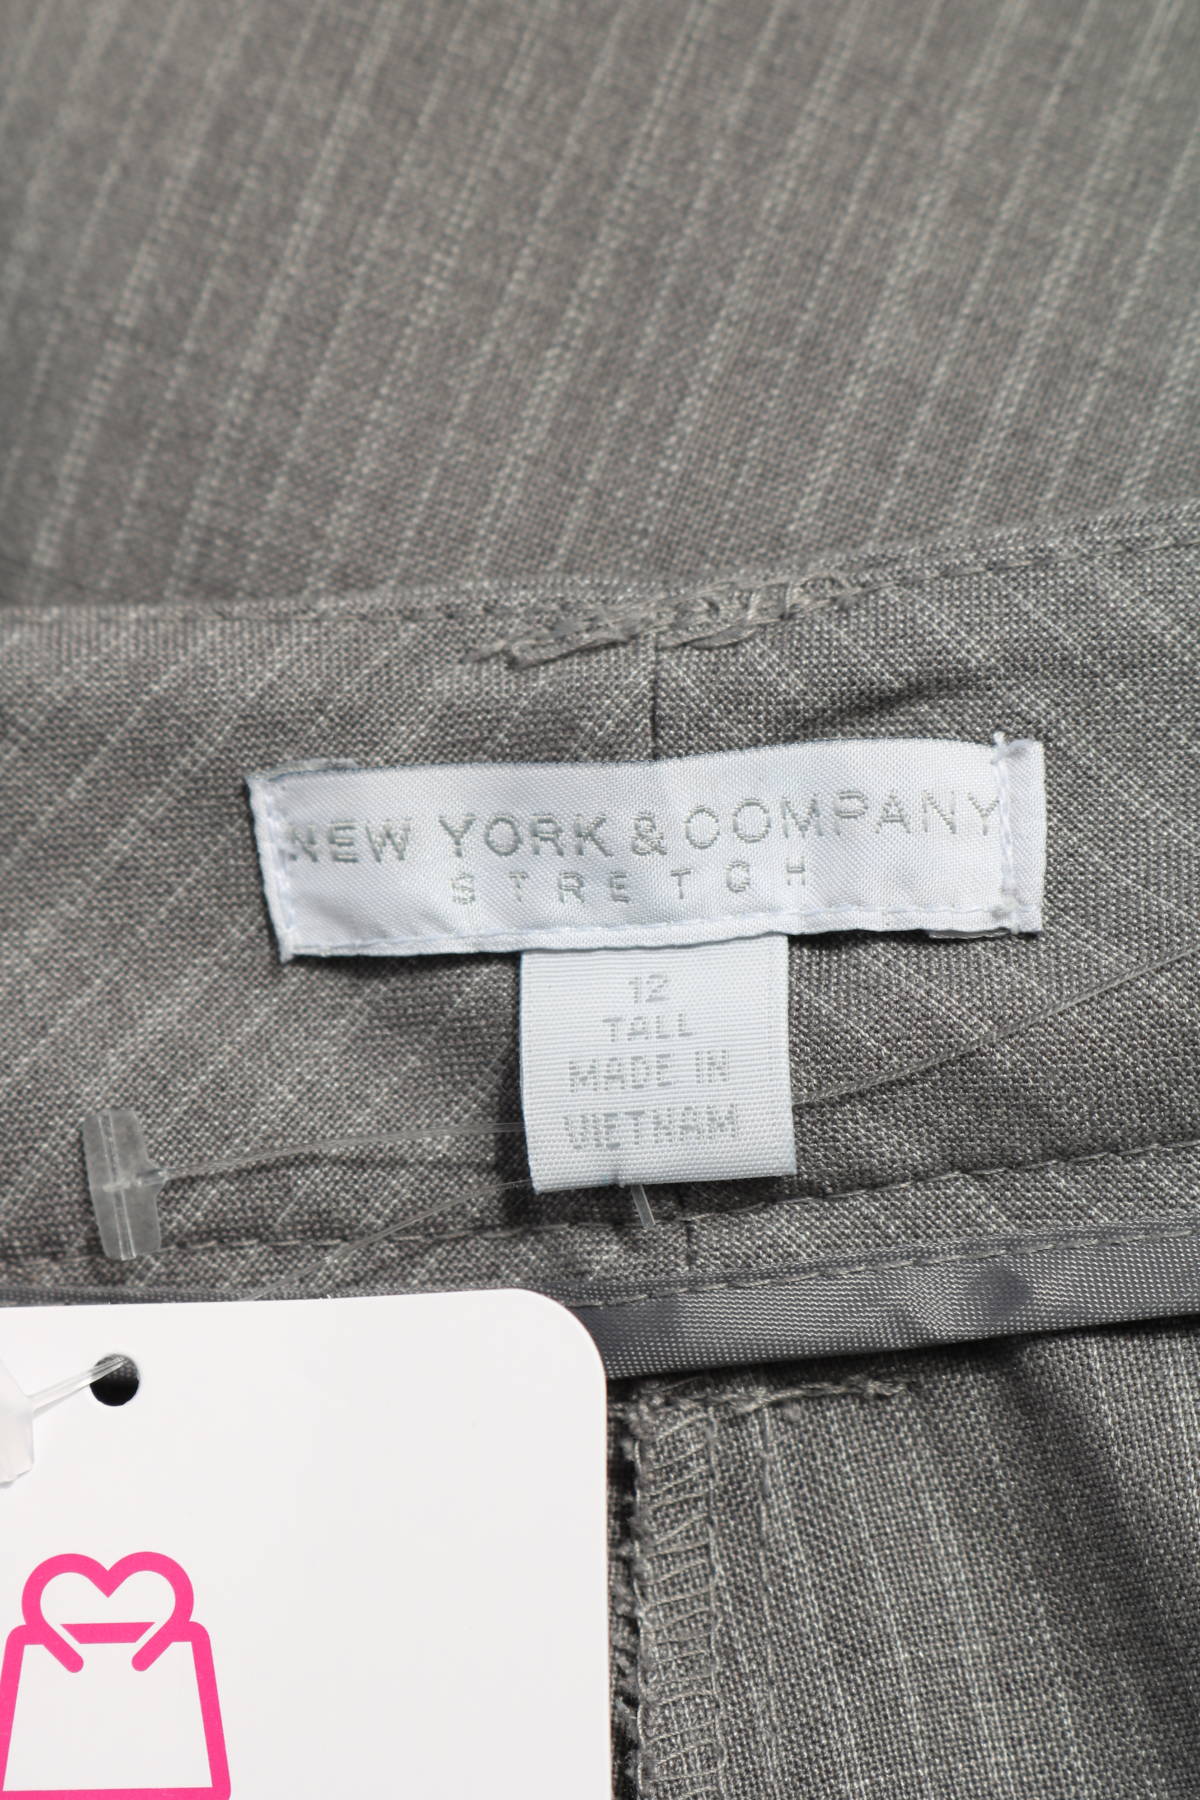 NEW YORK & COMPANY
STRETCH
12
TALL
MADE IN
VIETNAM